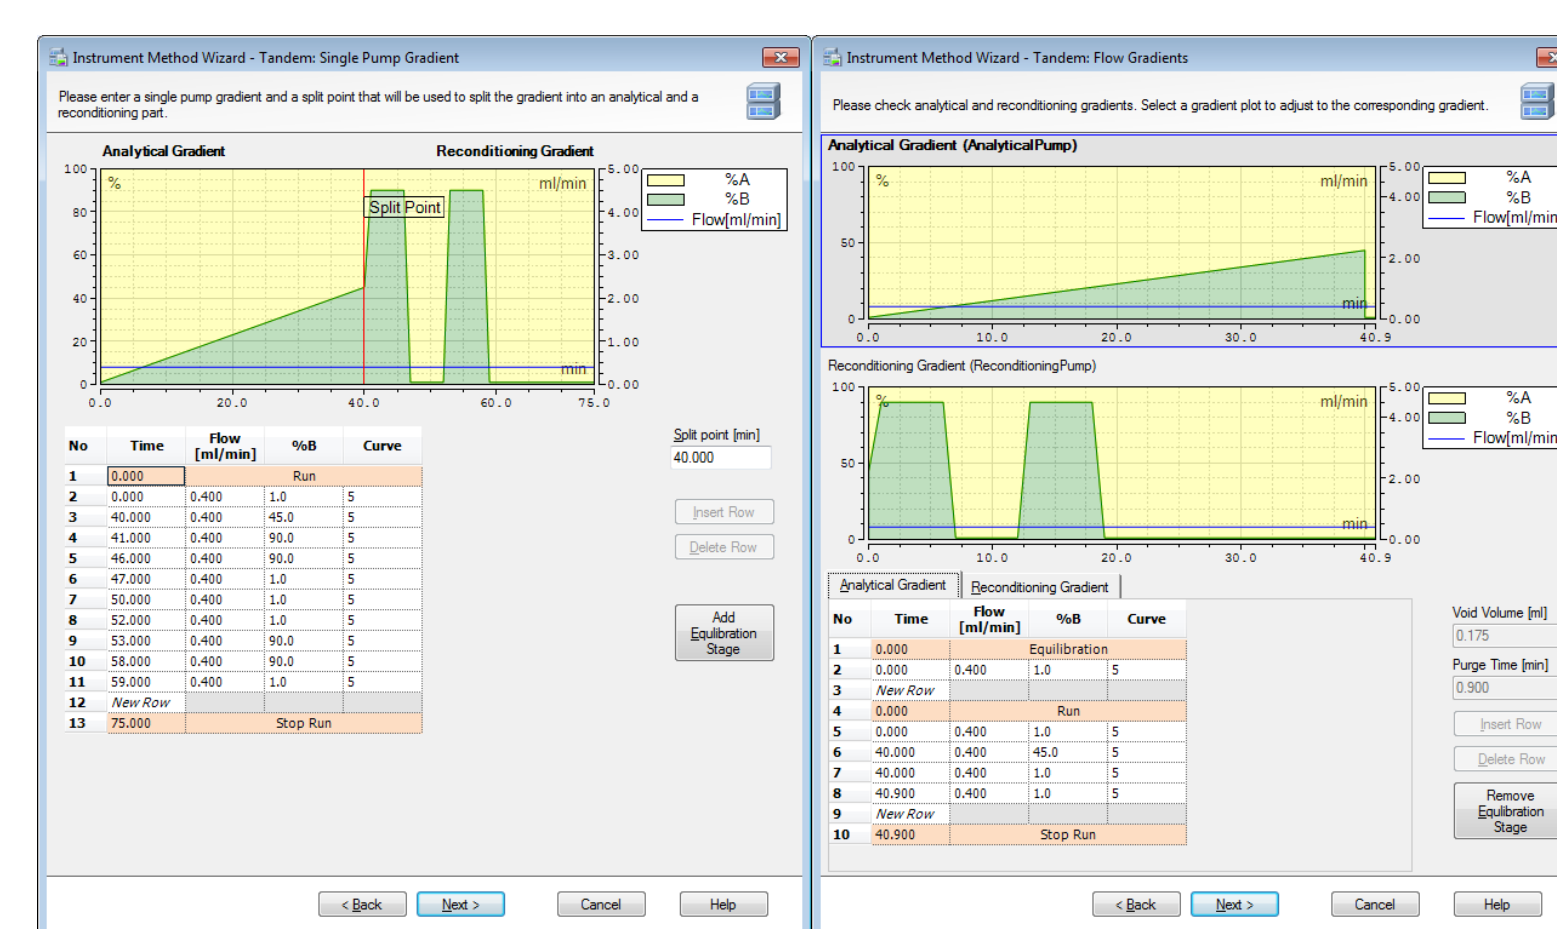 Instrument Method Wizard - Tandem: Single Pump Gradient
Please enter a single pump gradient and a split point that will be used to split the gradient into an analytical and a
reconditioning part.
Analytical Gradient Reconditioning Gradient
% ml/min
100 80 60 40 20 0
5.00 4.00 3.00 2.00 1.00 0.00
Split Point
min
0.0 20.0 40.0 60.0 75.0
%A
%B
Flow[ml/min]
No Time Flow [ml/min] %B Curve
1 0.000 Run
2 0.000 0.400 1.0 5
3 40.000 0.400 45.0 5
4 41.000 0.400 90.0 5
5 46.000 0.400 90.0 5
6 47.000 0.400 1.0 5
7 50.000 0.400 1.0 5
8 52.000 0.400 1.0 5
9 53.000 0.400 90.0 5
10 58.000 0.400 90.0 5
11 59.000 0.400 1.0 5
12 New Row
13 75.000 Stop Run
Split point [min]
40.000
Insert Row
Delete Row
Add
Equlibration
Stage
< Back Next > Cancel Help
Instrument Method Wizard - Tandem: Flow Gradients
Please check analytical and reconditioning gradients. Select a gradient plot to adjust to the corresponding gradient.
Analytical Gradient (AnalyticalPump)
% ml/min
100 50 0
5.00 4.00 2.00 0.00
min
0.0 10.0 20.0 30.0 40.9
%A
%B
Flow[ml/min
Reconditioning Gradient (ReconditioningPump)
% ml/min
100 50 0
5.00 4.00 2.00 0.00
min
0.0 10.0 20.0 30.0 40.9
%A
%B
Flow[ml/min
Analytical Gradient Reconditioning Gradient
No Time Flow [ml/min] %B Curve
1 0.000 Equilibration
2 0.000 0.400 1.0 5
3 New Row
4 0.000 Run
5 0.000 0.400 1.0 5
6 40.000 0.400 45.0 5
7 40.000 0.400 1.0 5
8 40.900 0.400 1.0 5
9 New Row
10 40.900 Stop Run
Void Volume [ml]
0.175
Purge Time [min]
0.900
Insert Row
Delete Row
Remove
Equlibration
Stage
< Back Next > Cancel Help